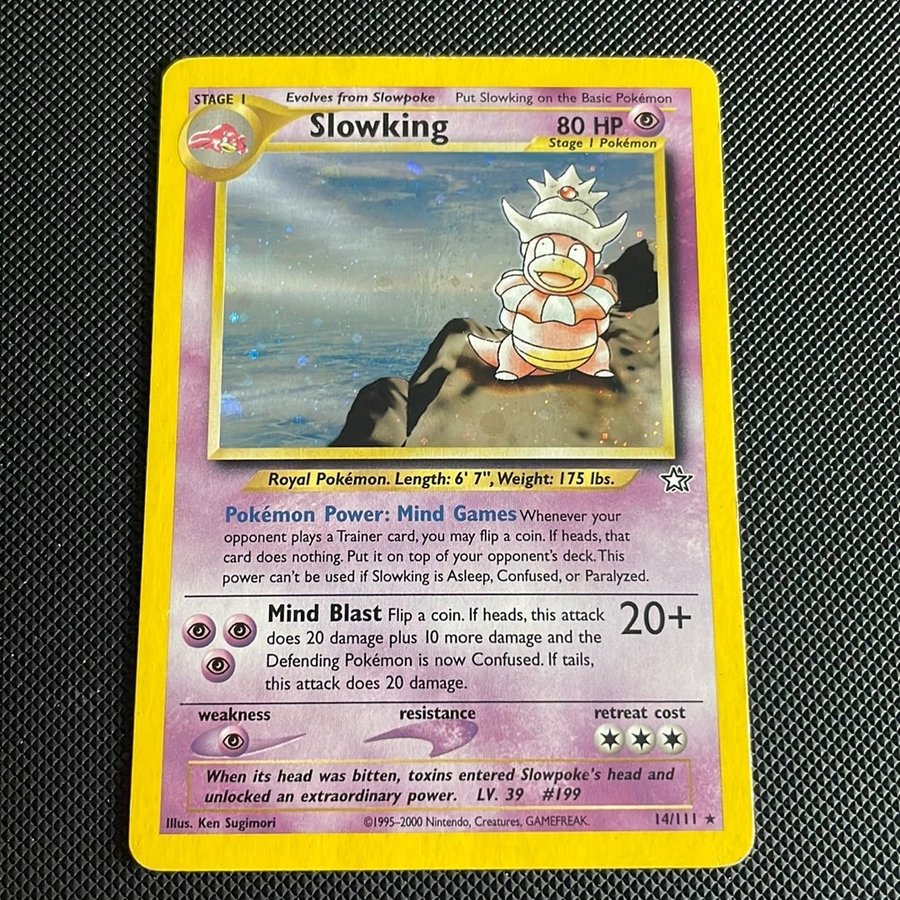 STAGE 1 Evolves from Slowpoke Put Slowking on the Basic Pokémon
Slowking 80 HP
Stage 1 Pokémon
Royal Pokémon. Length: 6' 7", Weight: 175 lbs.
Pokémon Power: Mind Games Whenever your
opponent plays a Trainer card, you may flip a coin. If heads, that
card does nothing. Put it on top of your opponent's deck. This
power can't be used if Slowking is Asleep, Confused, or Paralyzed.
Mind Blast Flip a coin. If heads, this attack 20+
does 20 damage plus 10 more damage and the
Defending Pokémon is now Confused. If tails,
this attack does 20 damage.
weakness resistance retreat cost
When its head was bitten, toxins entered Slowpoke's head and
unlocked an extraordinary power. LV. 39 #199
Illus. Ken Sugimori ©1995-2000 Nintendo, Creatures, GAMEFREAK. 14/111 ★